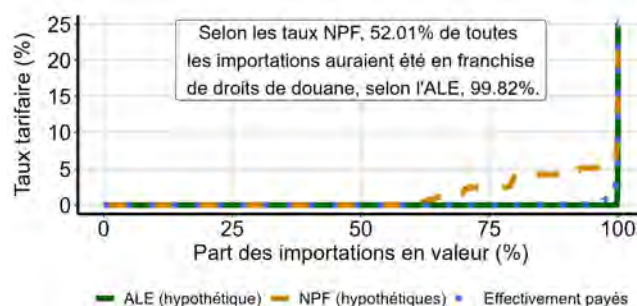 Selon les taux NPF, 52.01% de toutes
les importations auraient été en franchise
de droits de douane, selon l'ALE, 99.82%.
Taux tarifaire (%)
25
20
15
10
5
0
0 25 50 75 100
Part des importations en valeur (%)
ALE (hypothétique) NPF (hypothétiques) Effectivement payés